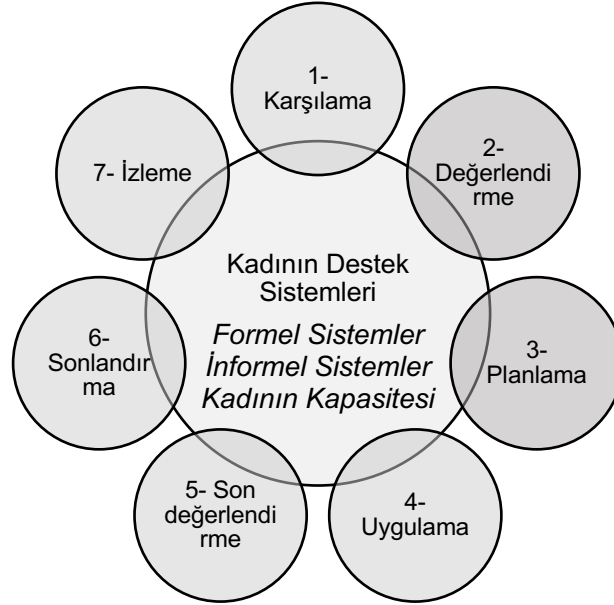 1-
Karşılama
2-
Değerlendi
rme
3-
Planlama
4-
Uygulama
5- Son
değerlendi
rme
6-
Sonlandır
ma
7- İzleme
Kadının Destek
Sistemleri
Formel Sistemler
İnformel Sistemler
Kadının Kapasitesi